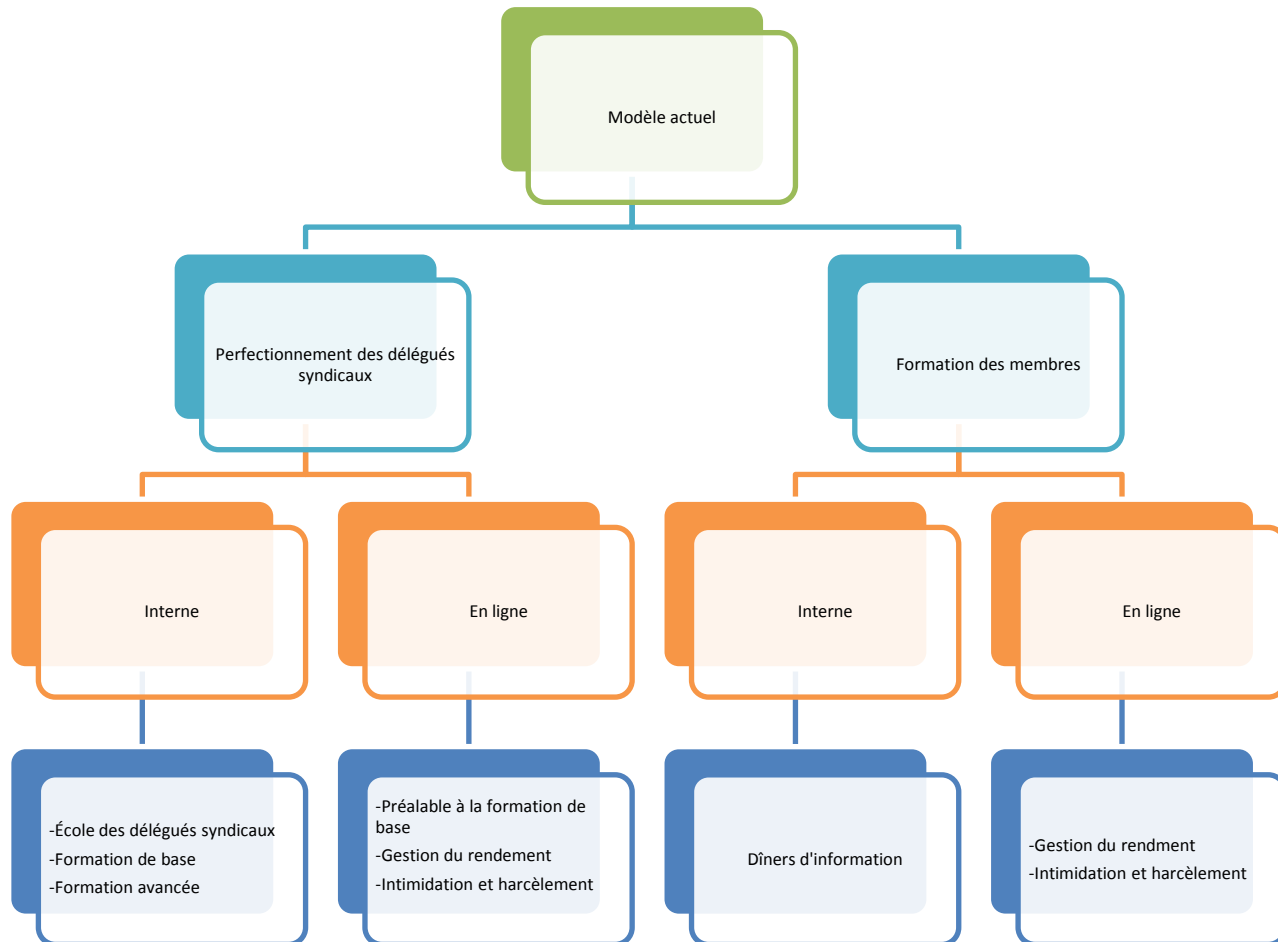 Modèle actuel
Perfectionnement des délégués
syndicaux
Formation des membres
Interne
En ligne
Interne
En ligne
-École des délégués syndicaux
-Formation de base
-Formation avancée
-Préalable à la formation de
base
-Gestion du rendement
-Intimidation et harcèlement
Dîners d'information
-Gestion du rendment
-Intimidation et harcèlement